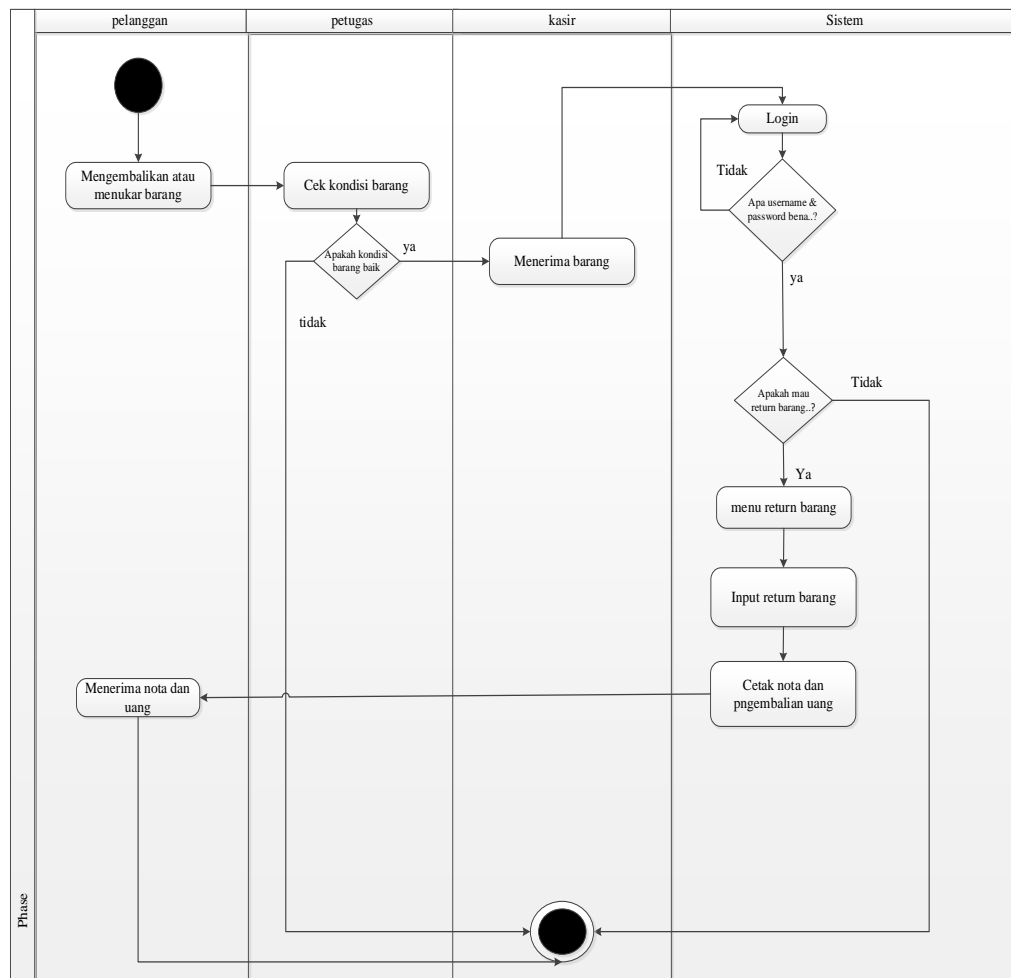 pelanggan
petugas
kasir
Sistem
Login
Tidak
Mengembalikan atau
menukar barang
Cek kondisi barang
Apa username &
password bena..?
Apakah kondisi
barang baik
ya
Menerima barang
ya
tidak
Apakah mau
return barang..?
Tidak
Ya
menu return barang
Input return barang
Menerima nota dan
uang
Cetak nota dan
pngembalian uang
Phase